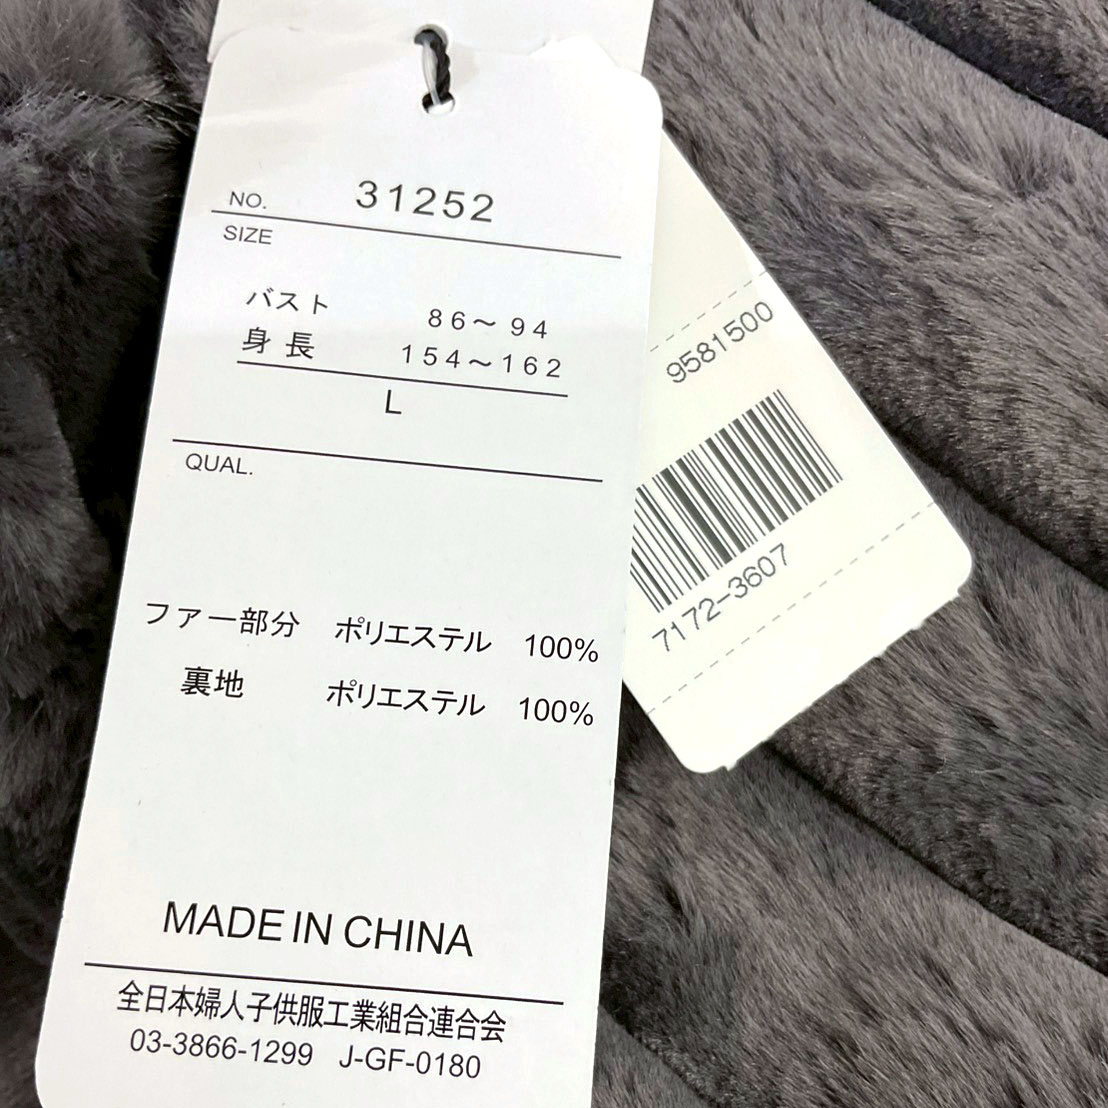 NO. 31252
SIZE
バスト 86～94
身長 154～162
L
QUAL.
ファー部分 ポリエステル 100%
裏地 ポリエステル 100%
MADE IN CHINA
全日本婦人子供服工業組合連合会
03-3866-1299 J-GF-0180
9581500
7172-3607